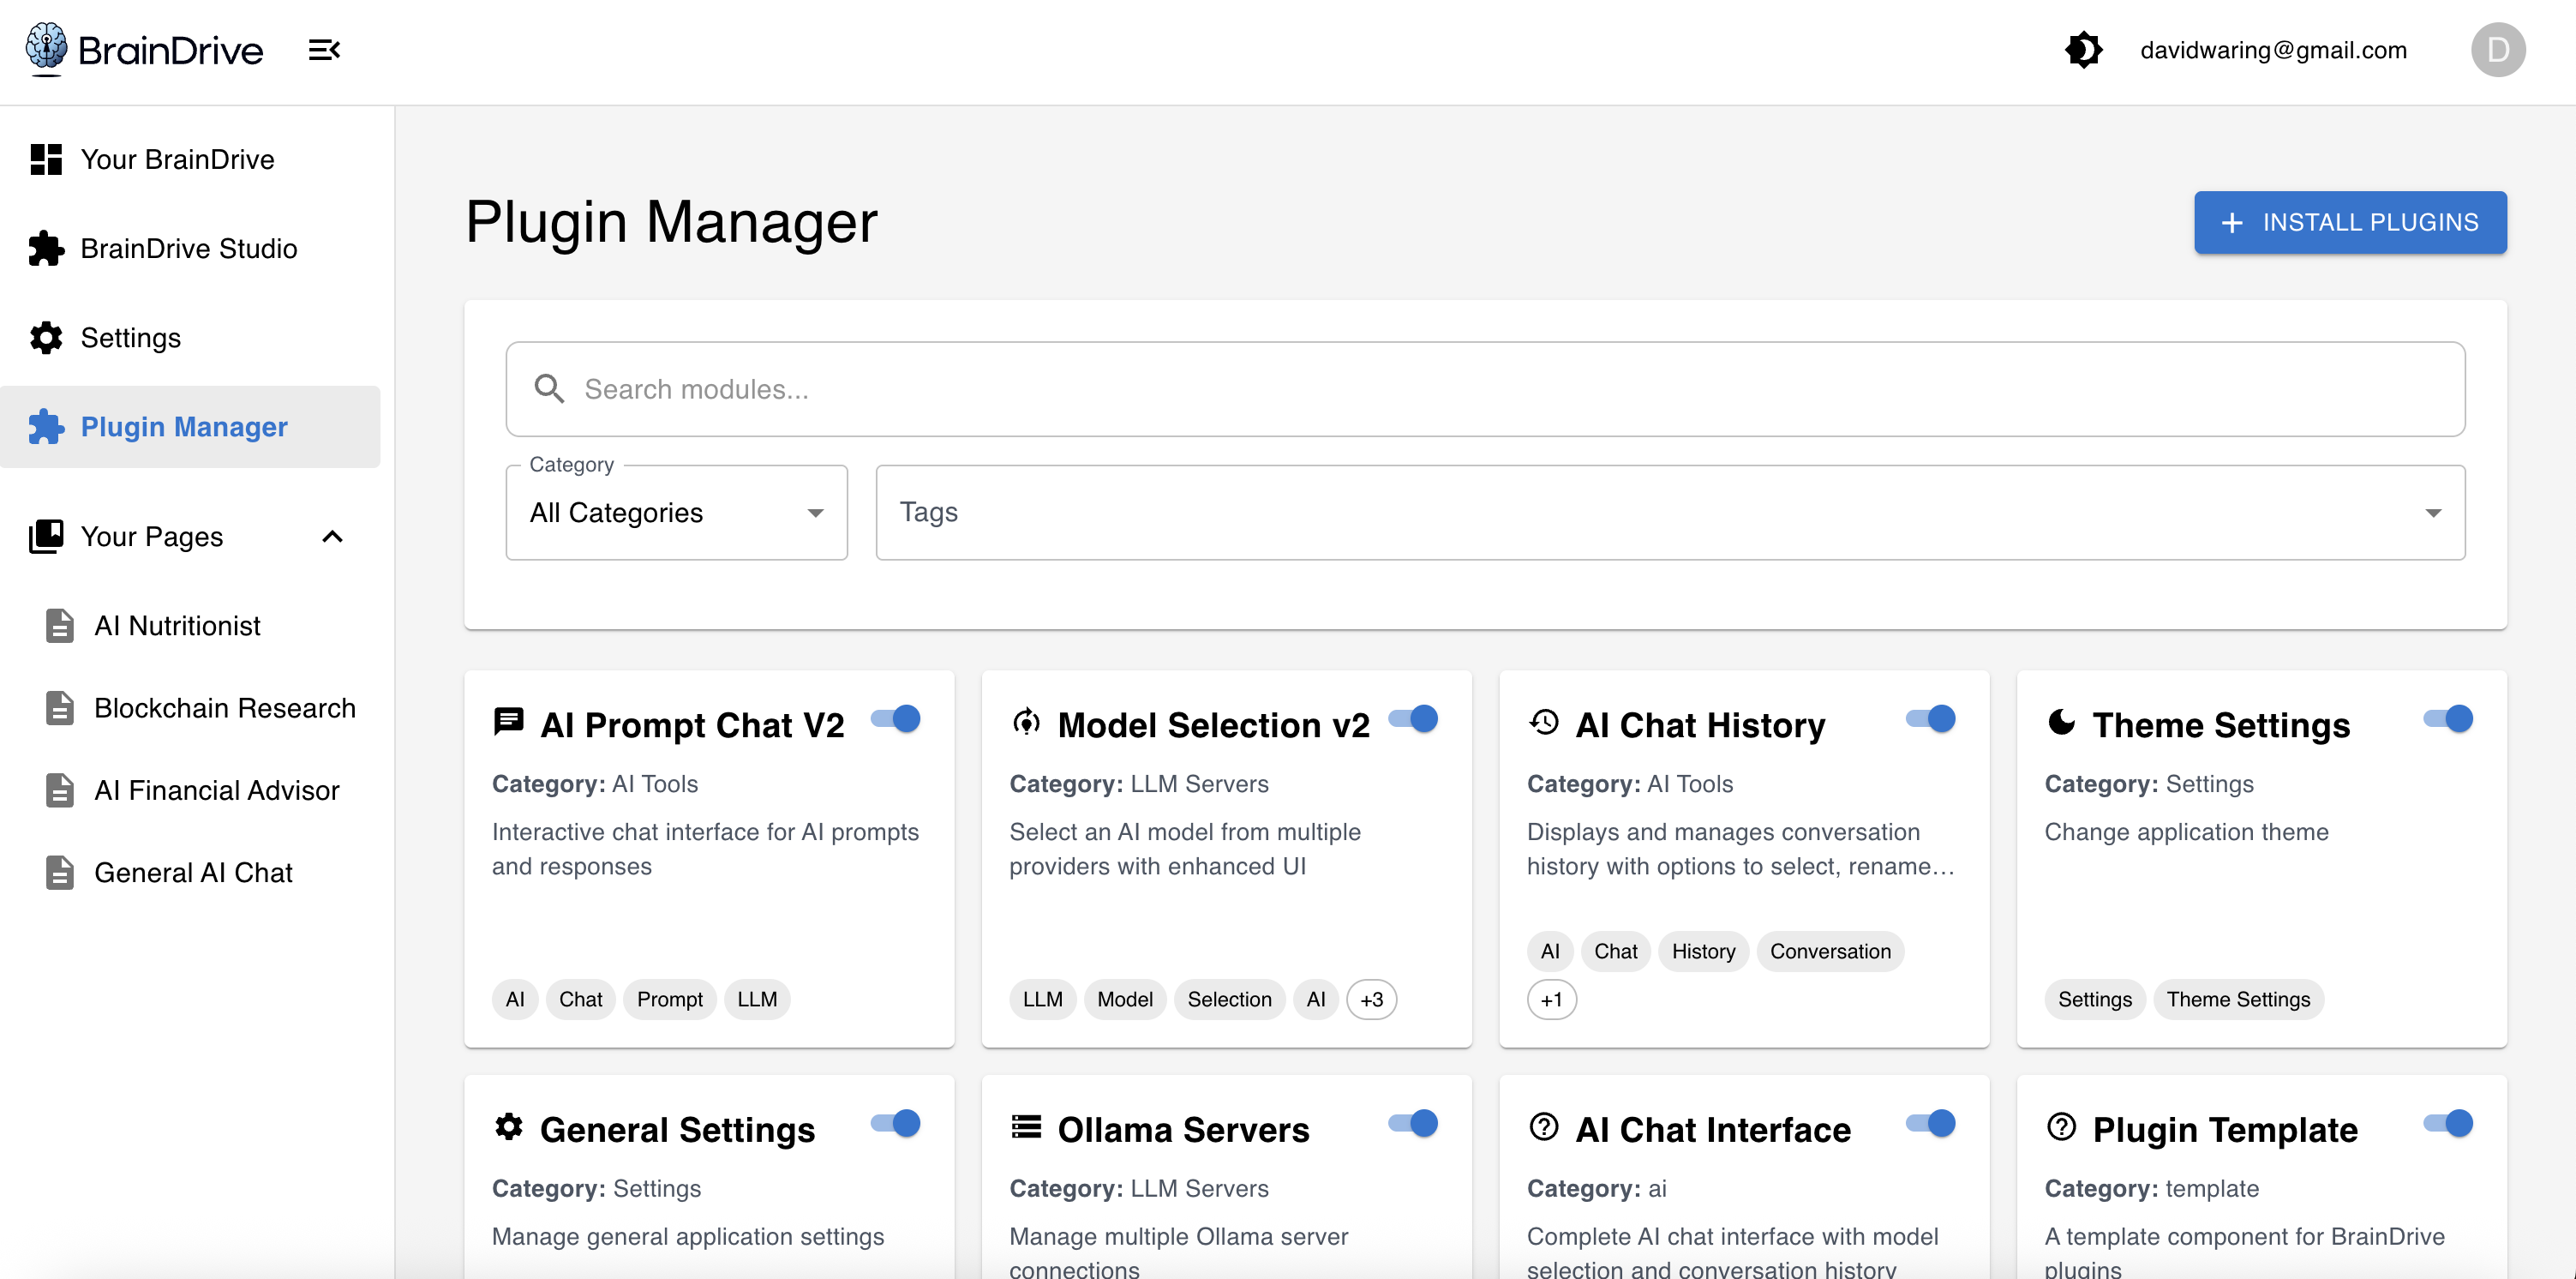 BrainDrive
davidwaring@gmail.com
D
Your BrainDrive
BrainDrive Studio
Settings
Plugin Manager
Your Pages
AI Nutritionist
Blockchain Research
AI Financial Advisor
General AI Chat
Plugin Manager
+ INSTALL PLUGINS
Search modules...
Category
All Categories
Tags
AI Prompt Chat V2
Category: AI Tools
Interactive chat interface for AI prompts
and responses
AI Chat Prompt LLM
Model Selection v2
Category: LLM Servers
Select an AI model from multiple
providers with enhanced UI
LLM Model Selection AI +3
AI Chat History
Category: AI Tools
Displays and manages conversation
history with options to select, rename…
AI Chat History Conversation
+1
Theme Settings
Category: Settings
Change application theme
Settings Theme Settings
General Settings
Category: Settings
Manage general application settings
Ollama Servers
Category: LLM Servers
Manage multiple Ollama server
connections
AI Chat Interface
Category: ai
Complete AI chat interface with model
selection and conversation history
Plugin Template
Category: template
A template component for BrainDrive
plugins